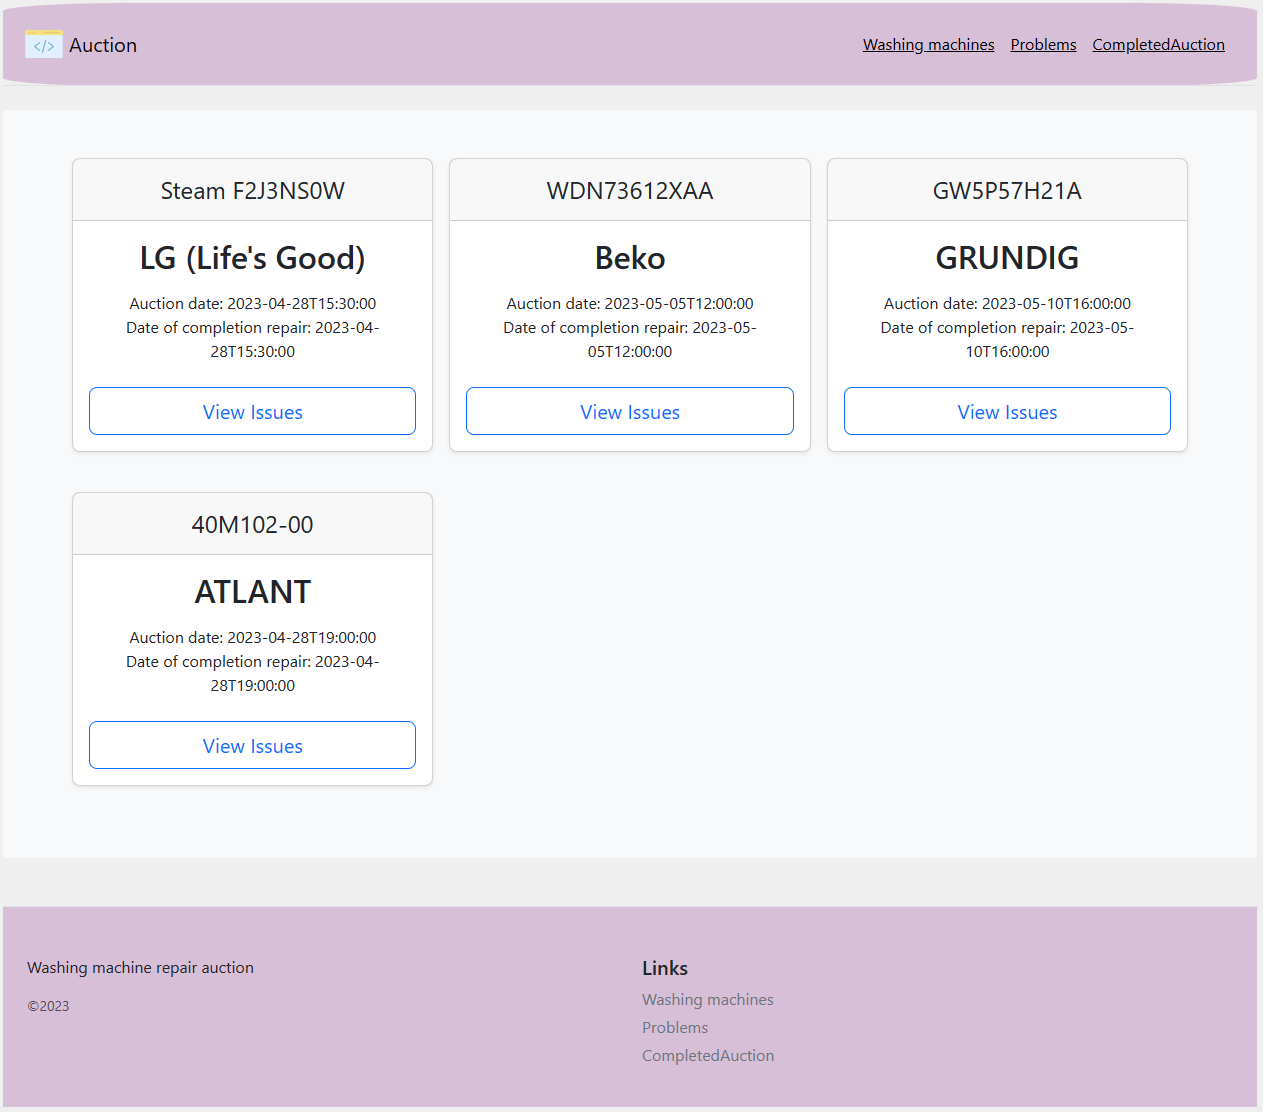 </> Auction
Washing machines Problems CompletedAuction
Steam F2J3NS0W
LG (Life's Good)
Auction date: 2023-04-28T15:30:00
Date of completion repair: 2023-04-
28T15:30:00
View Issues
WDN73612XAA
Beko
Auction date: 2023-05-05T12:00:00
Date of completion repair: 2023-05-
05T12:00:00
View Issues
GW5P57H21A
GRUNDIG
Auction date: 2023-05-10T16:00:00
Date of completion repair: 2023-05-
10T16:00:00
View Issues
40М102-00
ATLANT
Auction date: 2023-04-28T19:00:00
Date of completion repair: 2023-04-
28T19:00:00
View Issues
Washing machine repair auction
©2023
Links
Washing machines
Problems
CompletedAuction